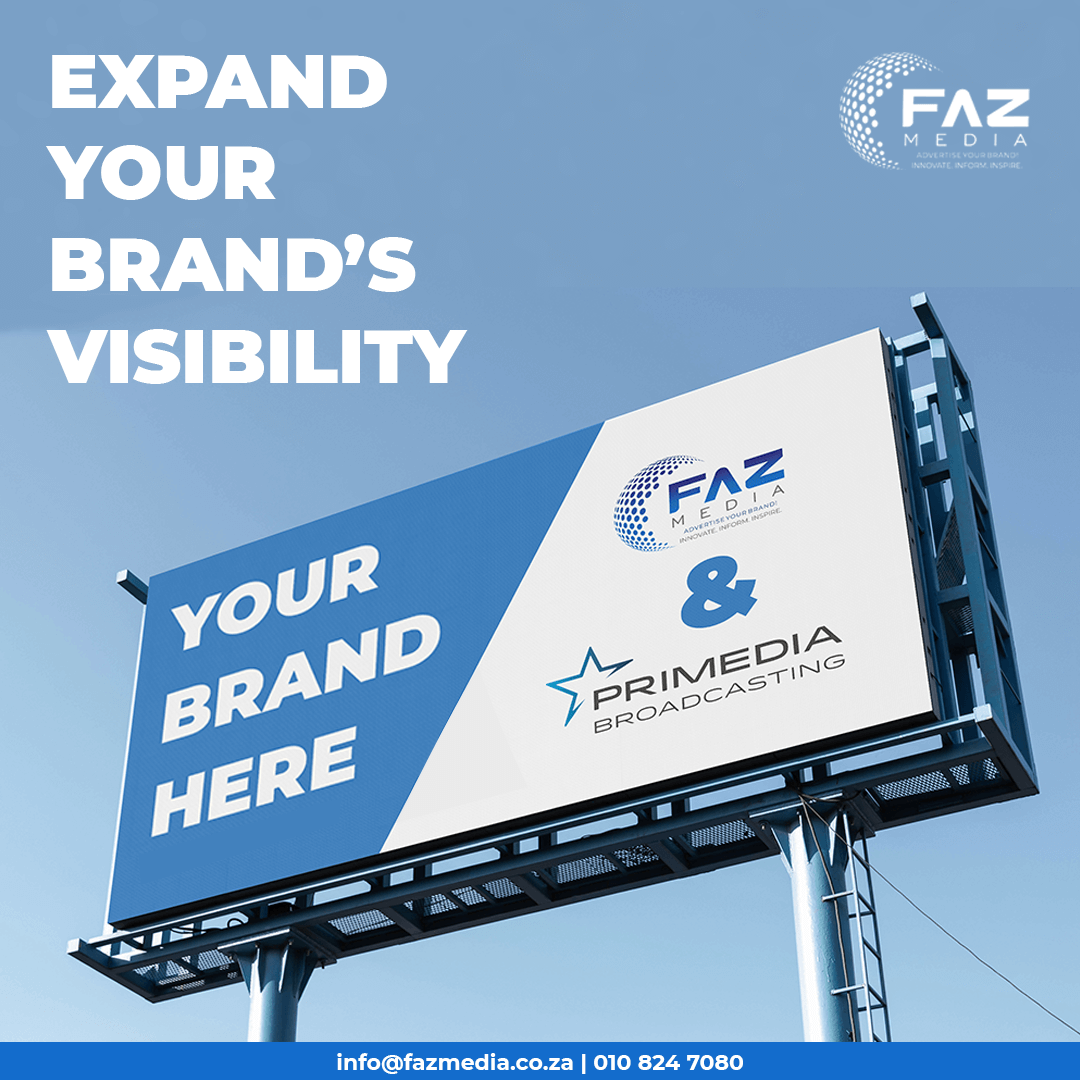 EXPAND
YOUR
BRAND’S
VISIBILITY
FAZ
MEDIA
ADVERTISE YOUR BRAND!
INNOVATE. INFORM. INSPIRE.
YOUR
BRAND
HERE
FAZ
MEDIA
ADVERTISE YOUR BRAND!
INNOVATE. INFORM. INSPIRE.
&
PRIMEDIA
BROADCASTING
info@fazmedia.co.za | 010 824 7080